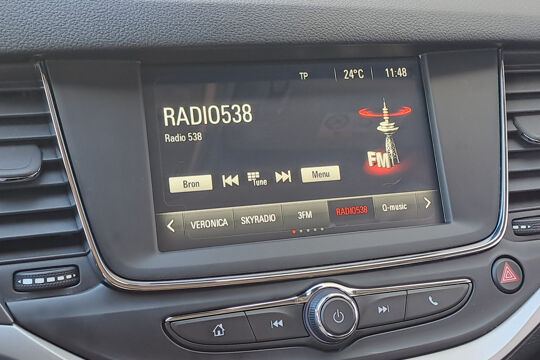 TP 24°C 11:48
RADIO538
Radio 538
FM
Bron Tune Menu
VERONICA SKYRADIO 3FM RADIO538 Q-music